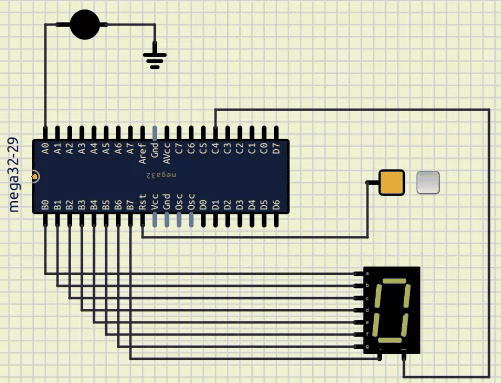 mega32-29
A0 A1 A2 A3 A4 A5 A6 A7 Aref Gnd AVcc C7 C6 C5 C4 C3 C2 C1 C0 D7
mega32
B0 B1 B2 B3 B4 B5 B6 B7 Rst Vcc Gnd Osc Osc D0 D1 D2 D3 D4 D5 D6
a
b
c
d
e
f
g